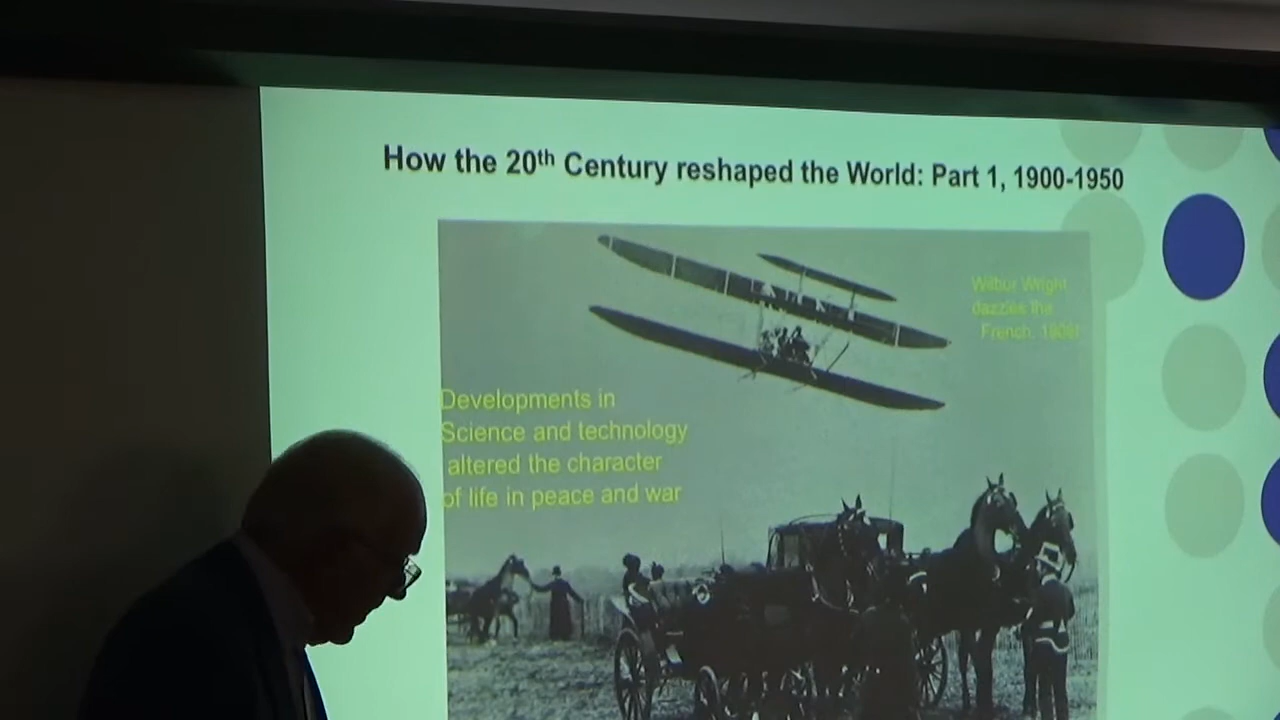 How the 20th Century reshaped the World: Part 1, 1900-1950
Wilbur Wright
dazzles the
French, 1908!
Developments in
Science and technology
altered the character
of life in peace and war